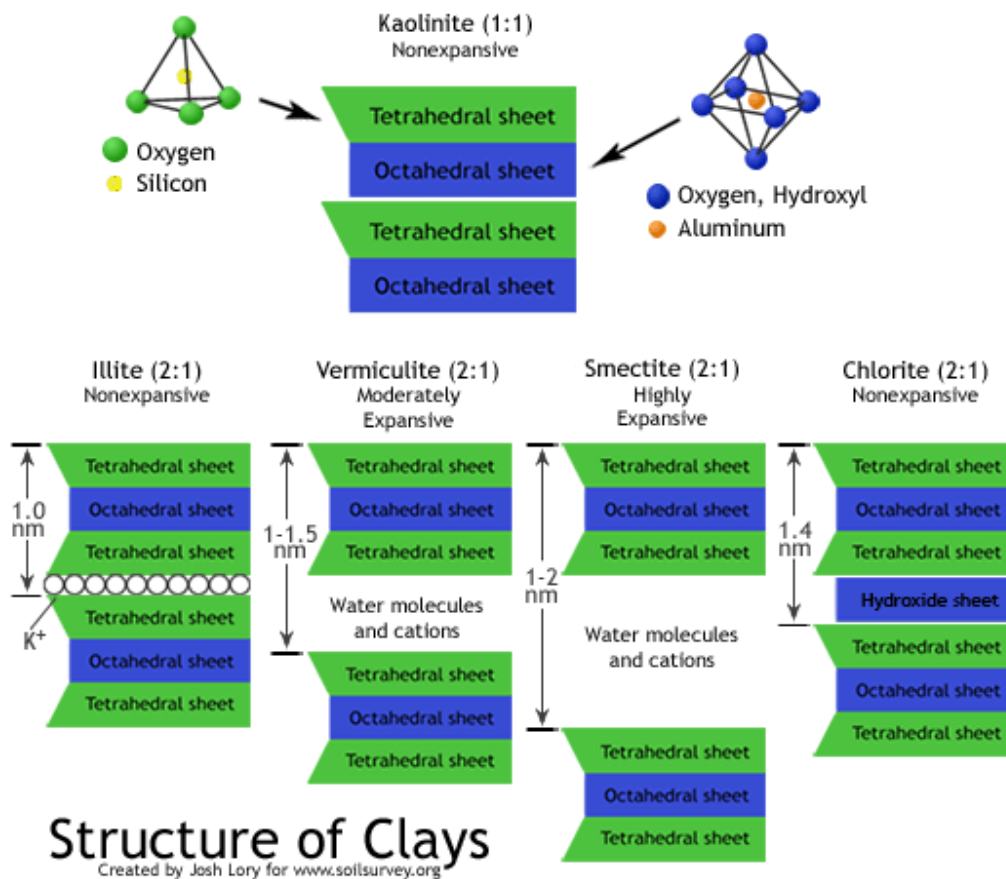 Kaolinite (1:1)
Nonexpansive
Tetrahedral sheet
Octahedral sheet
Tetrahedral sheet
Octahedral sheet
Oxygen
Silicon
Oxygen, Hydroxyl
Aluminum
Illite (2:1)
Nonexpansive
Tetrahedral sheet
Octahedral sheet
Tetrahedral sheet
1.0
nm
K+
Tetrahedral sheet
Octahedral sheet
Tetrahedral sheet
Vermiculite (2:1)
Moderately
Expansive
Tetrahedral sheet
Octahedral sheet
Tetrahedral sheet
1-1.5
nm
Water molecules
and cations
Tetrahedral sheet
Octahedral sheet
Tetrahedral sheet
Smectite (2:1)
Highly
Expansive
Tetrahedral sheet
Octahedral sheet
Tetrahedral sheet
1-2
nm
Water molecules
and cations
Tetrahedral sheet
Octahedral sheet
Tetrahedral sheet
Chlorite (2:1)
Nonexpansive
Tetrahedral sheet
Octahedral sheet
Tetrahedral sheet
1.4
nm
Hydroxide sheet
Tetrahedral sheet
Octahedral sheet
Tetrahedral sheet
Structure of Clays
Created by Josh Lory for www.soilsurvey.org